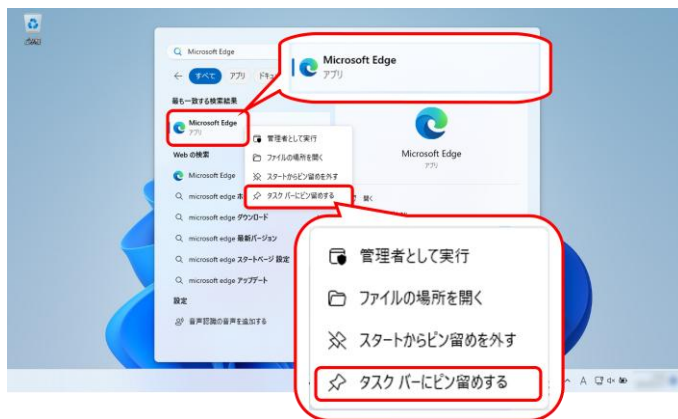 ごみ箱
Microsoft Edge
Microsoft Edge
アプリ
すべて アプリ
最も一致する検索結果
Microsoft Edge
アプリ
管理者として実行
ファイルの場所を開く
スタートからピン留めを外す
タスク バーにピン留めする
Microsoft Edge
アプリ
開く
Web の検索
Microsoft Edge
microsoft edge
microsoft edge ダウンロード
microsoft edge 最新バージョン
microsoft edge スタートページ 設定
microsoft edge アップデート
設定
音声認識の音声を追加する
管理者として実行
ファイルの場所を開く
スタートからピン留めを外す
タスク バーにピン留めする
A